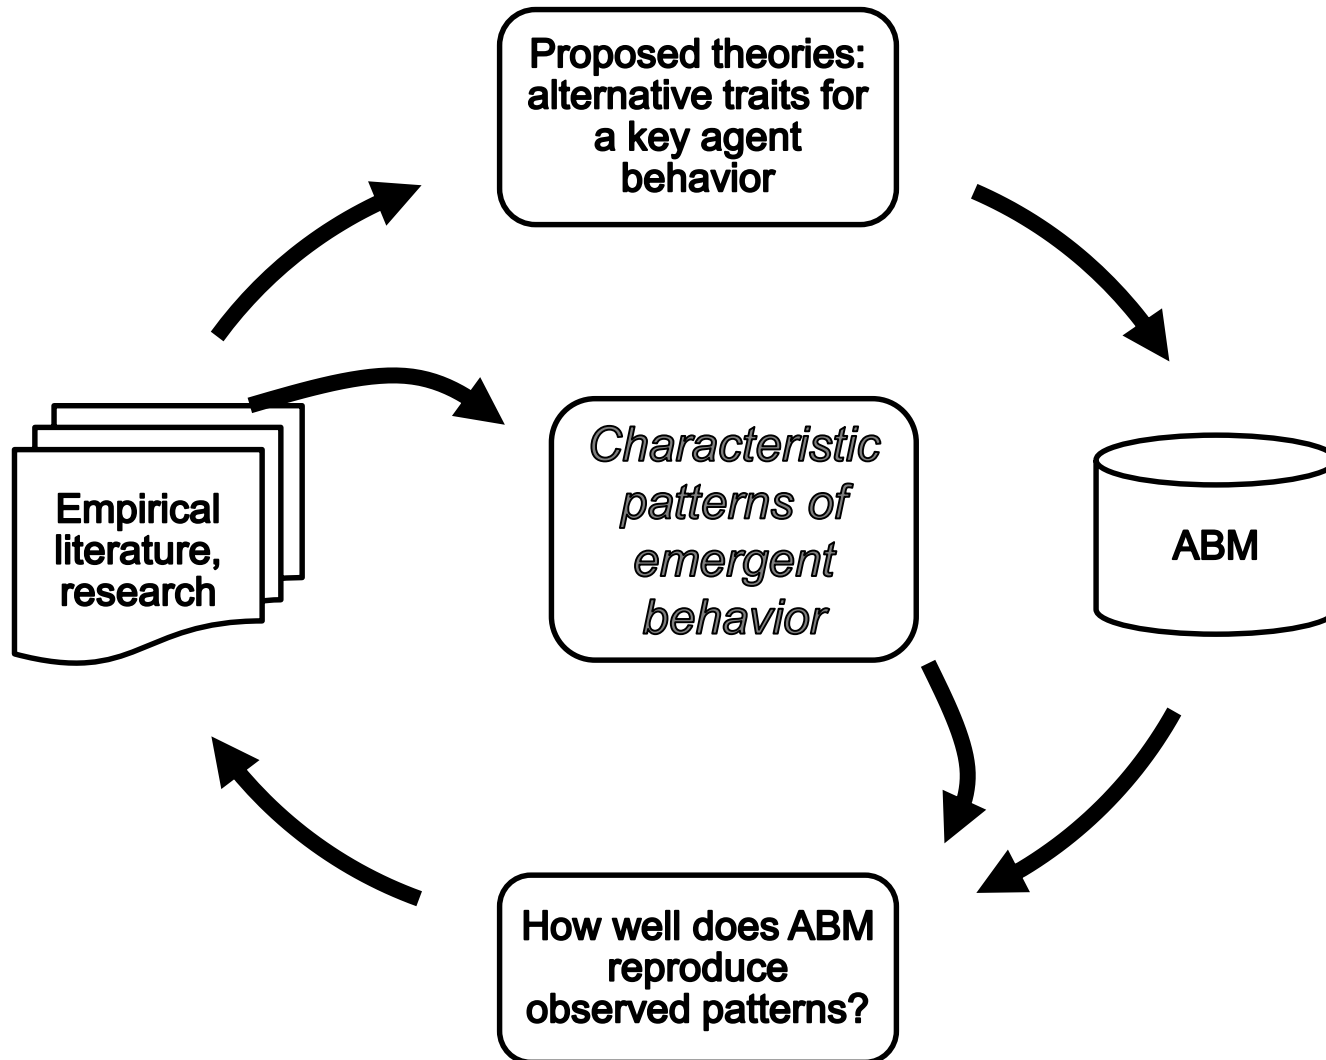 Proposed theories:
alternative traits for
a key agent
behavior
Characteristic
patterns of
emergent
behavior
Empirical
literature,
research
ABM
How well does ABM
reproduce
observed patterns?